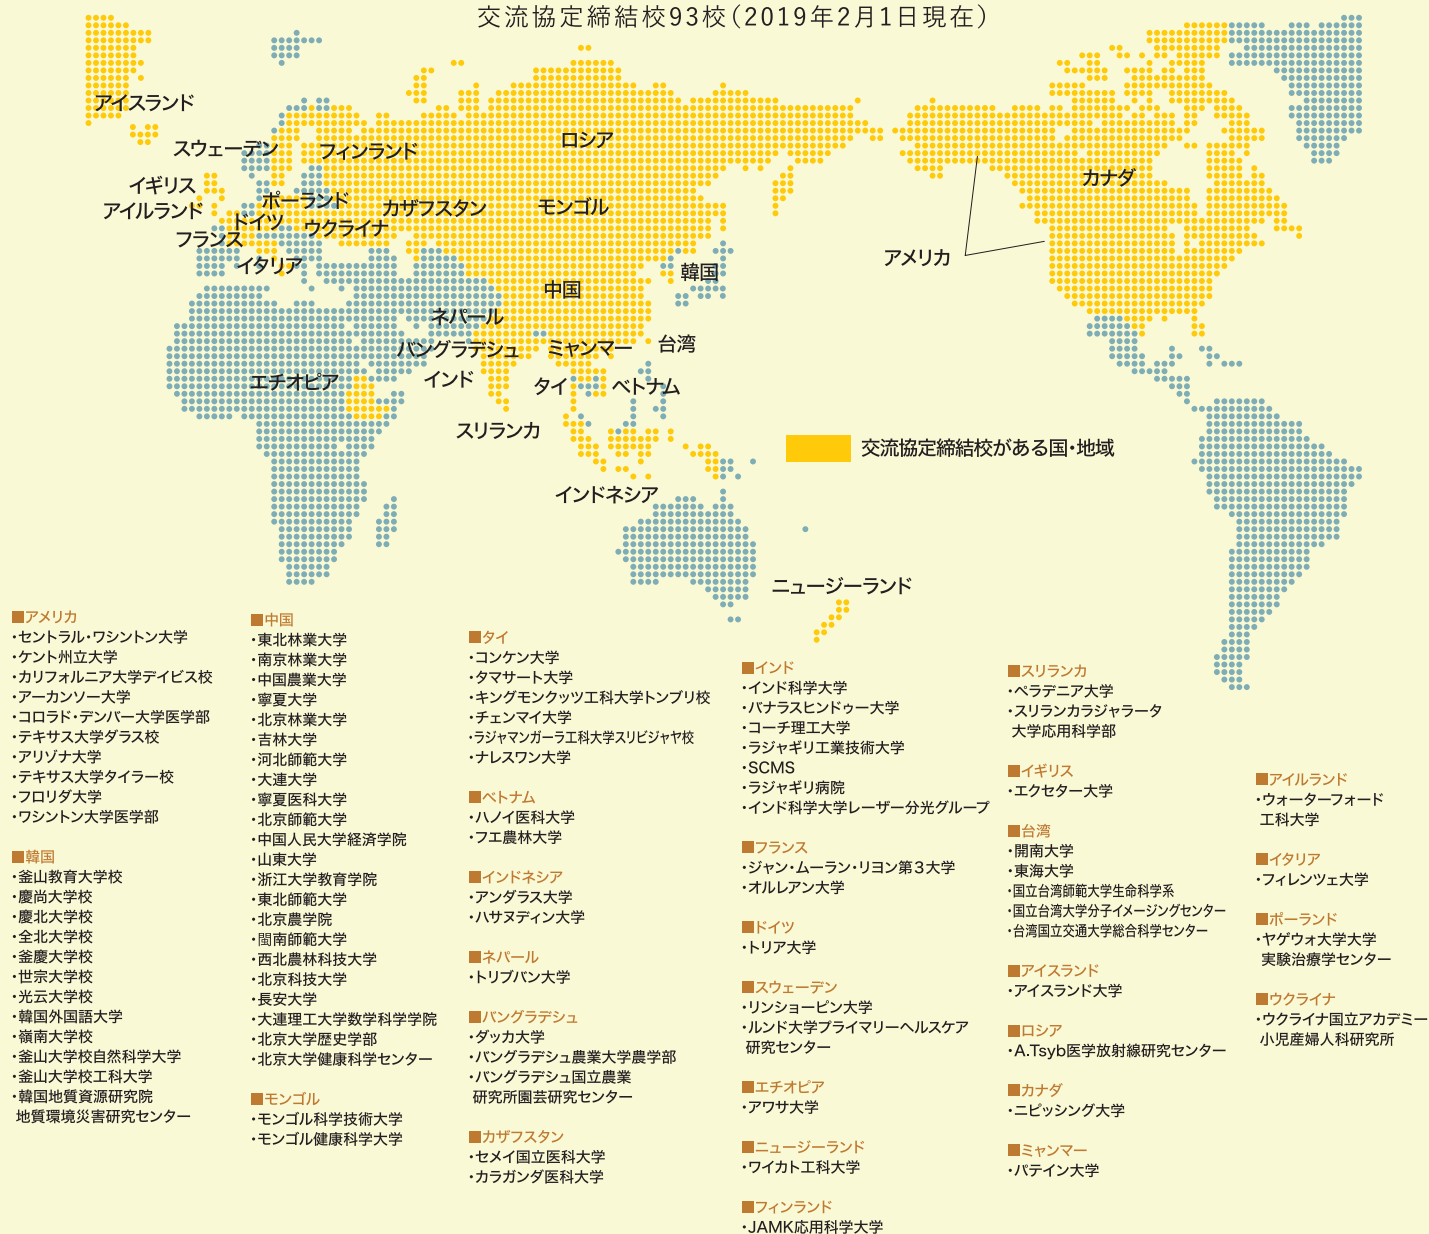 交流協定締結校93校(2019年2月1日現在)
アイスランド
スウェーデン
フィンランド
ロシア
イギリス
アイルランド
ポーランド
ドイツ
ウクライナ
カザフスタン
モンゴル
カナダ
フランス
イタリア
アメリカ
韓国
中国
ネパール
バングラデシュ
ミャンマー
台湾
エチオピア
インド
タイ
ベトナム
スリランカ
交流協定締結校がある国・地域
インドネシア
ニュージーランド
■アメリカ
・セントラル・ワシントン大学
・ケント州立大学
・カリフォルニア大学デイビス校
・アーカンソー大学
・コロラド・デンバー大学医学部
・テキサス大学ダラス校
・アリゾナ大学
・テキサス大学タイラー校
・フロリダ大学
・ワシントン大学医学部
■韓国
・釜山教育大学校
・慶尚大学校
・慶北大学校
・全北大学校
・釜慶大学校
・世宗大学校
・光云大学校
・韓国外国語大学
・嶺南大学校
・釜山大学校自然科学大学
・釜山大学校工科大学
・韓国地質資源研究院
地質環境災害研究センター
■中国
・東北林業大学
・南京林業大学
・中国農業大学
・寧夏大学
・北京林業大学
・吉林大学
・河北師範大学
・大連大学
・寧夏医科大学
・北京師範大学
・中国人民大学経済学院
・山東大学
・浙江大学教育学院
・東北師範大学
・北京農学院
・閩南師範大学
・西北農林科技大学
・北京科技大学
・長安大学
・大連理工大学数学科学学院
・北京大学歴史学部
・北京大学健康科学センター
■モンゴル
・モンゴル科学技術大学
・モンゴル健康科学大学
■タイ
・コンケン大学
・タマサート大学
・キングモンクッツ工科大学トンブリ校
・チェンマイ大学
・ラジャマンガーラ工科大学スリビジャヤ校
・ナレスワン大学
■ベトナム
・ハノイ医科大学
・フエ農林大学
■インドネシア
・アンダラス大学
・ハサヌディン大学
■ネパール
・トリブバン大学
■バングラデシュ
・ダッカ大学
・バングラデシュ農業大学農学部
・バングラデシュ国立農業
研究所園芸研究センター
■カザフスタン
・セメイ国立医科大学
・カラガンダ医科大学
■インド
・インド科学大学
・バナラスヒンドゥー大学
・コーチ理工大学
・ラジャギリ工業技術大学
・SCMS
・ラジャギリ病院
・インド科学大学レーザー分光グループ
■フランス
・ジャン・ムーラン・リヨン第3大学
・オルレアン大学
■ドイツ
・トリア大学
■スウェーデン
・リンショーピン大学
・ルンド大学プライマリーヘルスケア
研究センター
■エチオピア
・アワサ大学
■ニュージーランド
・ワイカト工科大学
■フィンランド
・JAMK応用科学大学
■スリランカ
・ペラデニア大学
・スリランカラジャラータ
大学応用科学部
■イギリス
・エクセター大学
■台湾
・開南大学
・東海大学
・国立台湾師範大学生命科学系
・国立台湾大学分子イメージングセンター
・台湾国立交通大学総合科学センター
■アイスランド
・アイスランド大学
■ロシア
・A.Tsyb医学放射線研究センター
■カナダ
・ニピッシング大学
■ミャンマー
・パテイン大学
■アイルランド
・ウォーターフォード
工科大学
■イタリア
・フィレンツェ大学
■ポーランド
・ヤゲウォ大学大学
実験治療学センター
■ウクライナ
・ウクライナ国立アカデミー
小児産婦人科研究所